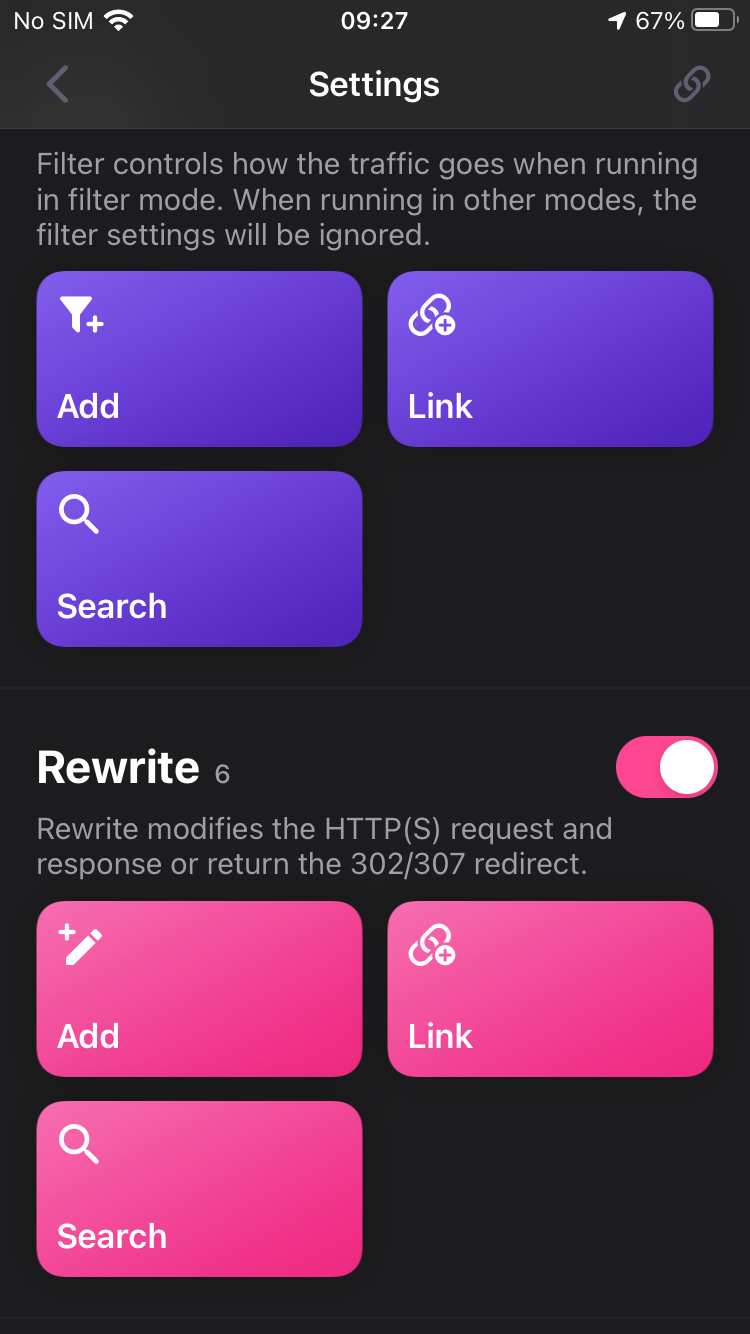 No SIM 09:27 67%
Settings
Filter controls how the traffic goes when running
in filter mode. When running in other modes, the
filter settings will be ignored.
Add Link
Search
Rewrite 6
Rewrite modifies the HTTP(S) request and
response or return the 302/307 redirect.
Add Link
Search